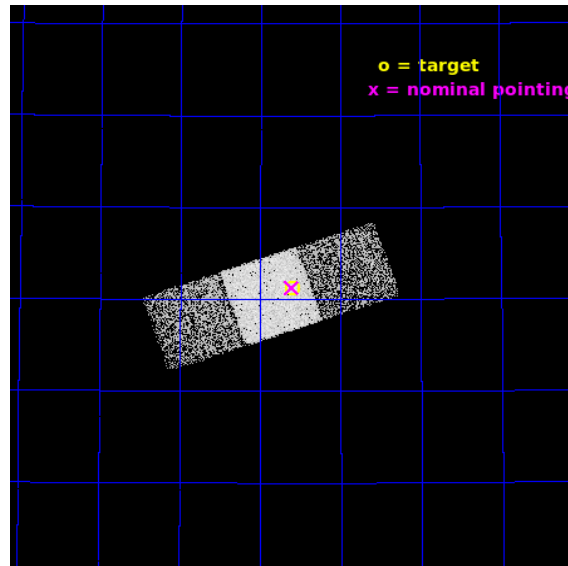 o = target
x = nominal pointing